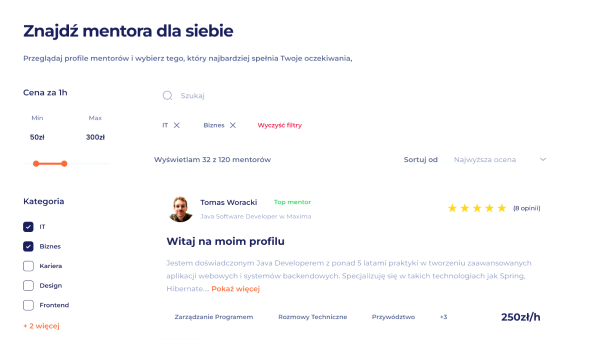 Znajdź mentora dla siebie
Przeglądaj profile mentorów i wybierz tego, który najbardziej spełnia Twoje oczekiwania,
Cena za 1h
Min
Max
50zł
300zł
Kategoria
IT
Biznes
Kariera
Design
Frontend
+ 2 więcej
Szukaj
IT
Biznes
Wyczyść filtry
Wyświetlam 32 z 120 mentorów
Sortuj od
Najwyższa ocena
Tomas Woracki
Top mentor
Java Software Developer w Maxima
(8 opinii)
Witaj na moim profilu
Jestem doświadczonym Java Developerem z ponad 5 latami praktyki w tworzeniu zaawansowanych
aplikacji webowych i systemów backendowych. Specjalizuję się w takich technologiach jak Spring,
Hibernate... Pokaż więcej
Zarządzanie Programem
Rozmowy Techniczne
Przywództwo
+3
250zł/h